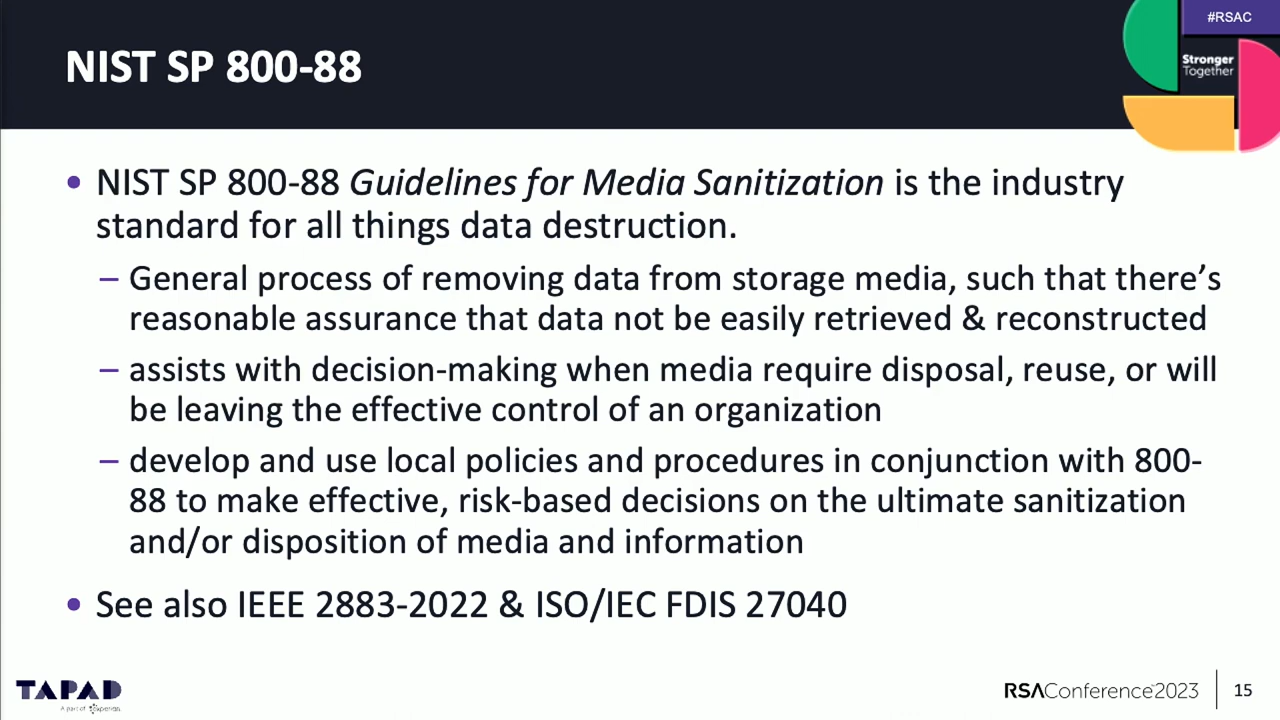 #RSAC
NIST SP 800-88
Stronger
Together
• NIST SP 800-88 Guidelines for Media Sanitization is the industry
standard for all things data destruction.
– General process of removing data from storage media, such that there’s
reasonable assurance that data not be easily retrieved & reconstructed
– assists with decision-making when media require disposal, reuse, or will
be leaving the effective control of an organization
– develop and use local policies and procedures in conjunction with 800-
88 to make effective, risk-based decisions on the ultimate sanitization
and/or disposition of media and information
• See also IEEE 2883-2022 & ISO/IEC FDIS 27040
TAPAD
A part of experian
RSAConference™2023
15